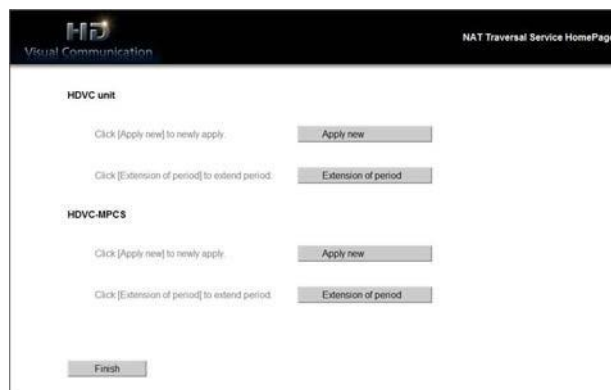 HD
Visual Communication
NAT Traversal Service HomePage
HDVC unit
Click [Apply new] to newly apply. Apply new
Click [Extension of period] to extend period. Extension of period
HDVC-MPCS
Click [Apply new] to newly apply. Apply new
Click [Extension of period] to extend period. Extension of period
Finish